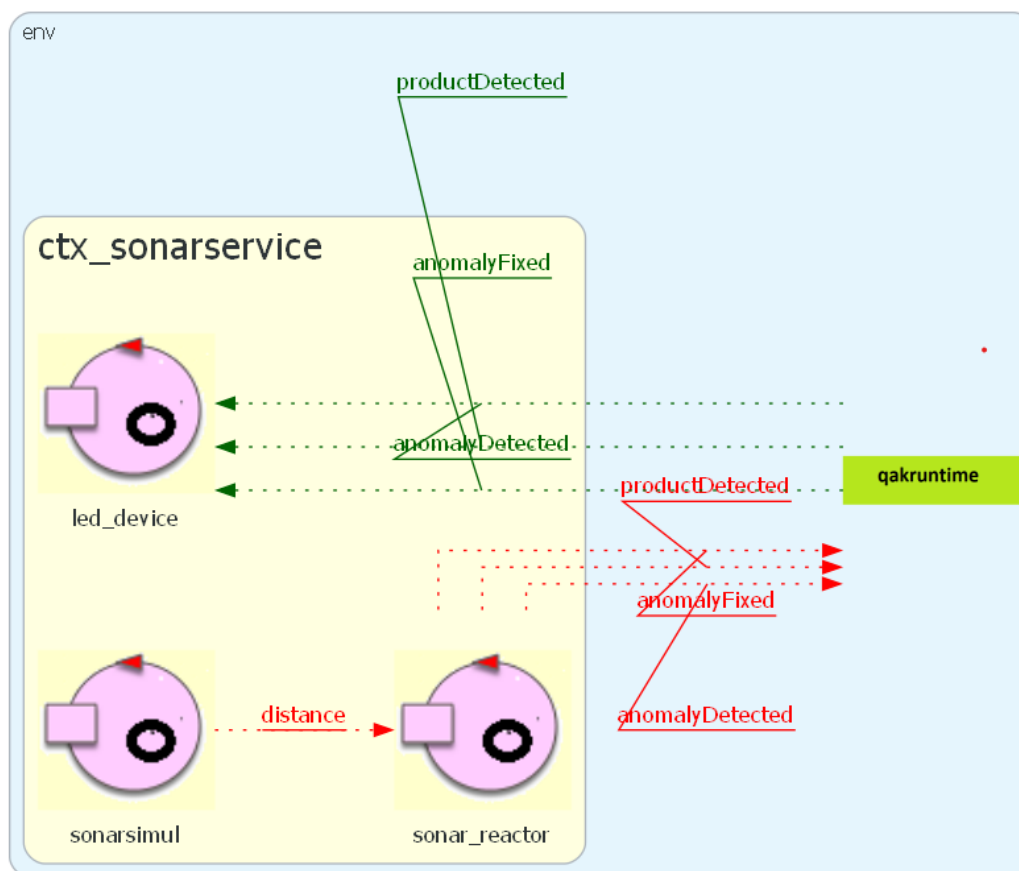 env
productDetected
ctx_sonarservice
anomalyFixed
anomalyDetected
qakruntime
productDetected
led_device
anomalyFixed
distance
anomalyDetected
sonarsimul
sonar_reactor